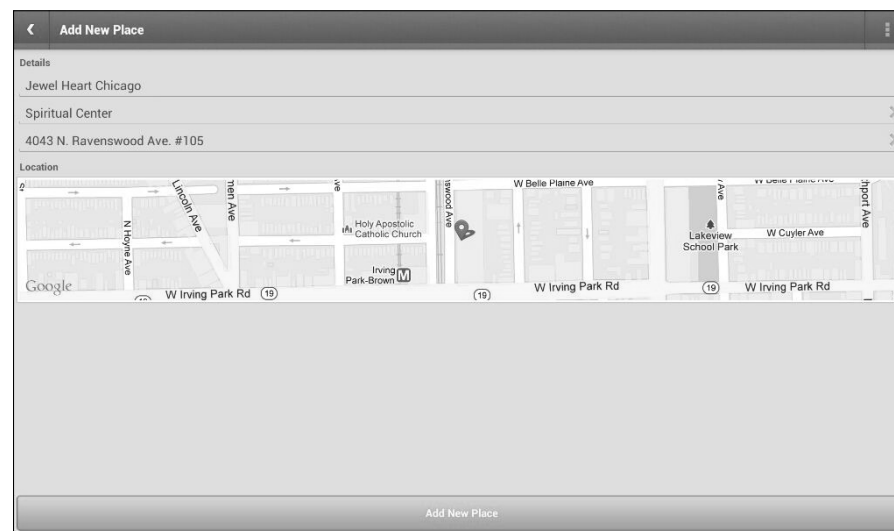 Add New Place
Details
Jewel Heart Chicago
Spiritual Center
4043 N. Ravenswood Ave. #105
Location
W Belle Plaine Ave
Lincoln Ave
N Hoyne Ave
Holy Apostolic
Catholic Church
Irving
Park-Brown
M
W Cuyler Ave
Lakeview
School Park
Google
W Irving Park Rd
19
19
W Irving Park Rd
19
W Irving Park Rd
Add New Place